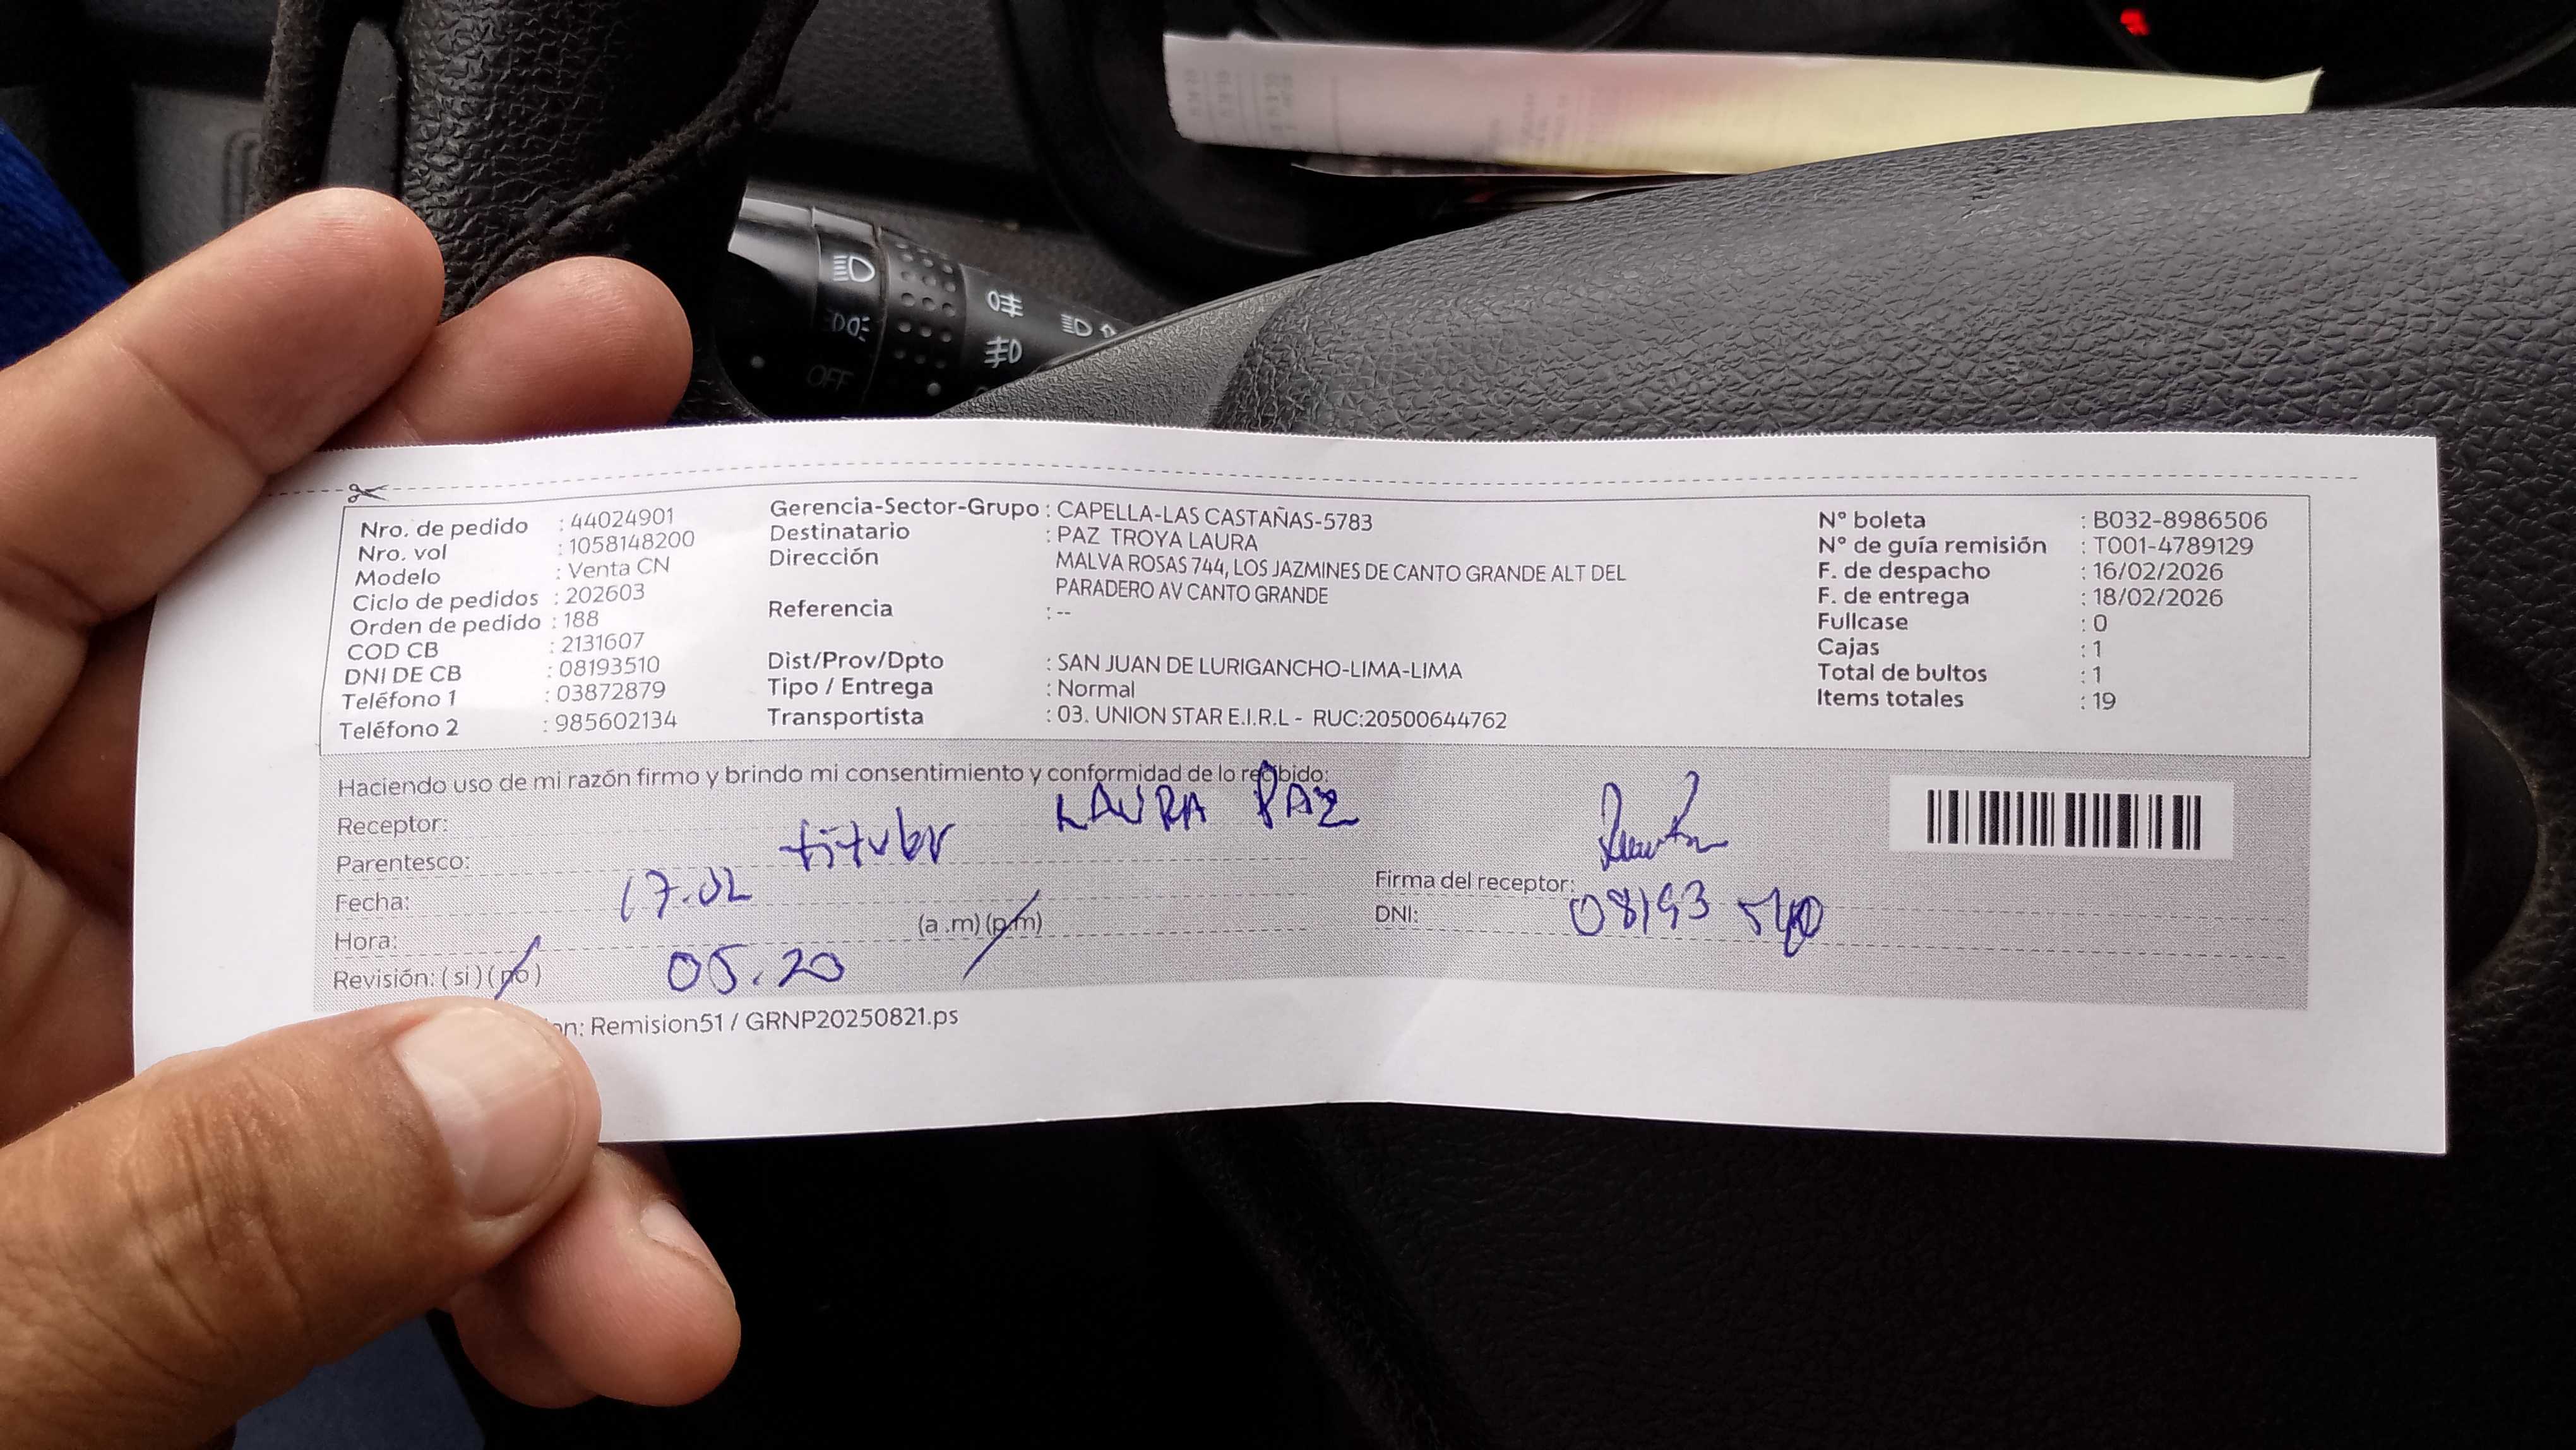 Nro. de pedido : 44024901
Nro. vol : 1058148200
Modelo : Venta CN
Ciclo de pedidos : 202603
Orden de pedido : 188
COD CB : 2131607
DNI DE CB : 08193510
Teléfono 1 : 03872879
Teléfono 2 : 985602134
Gerencia-Sector-Grupo : CAPELLA-LAS CASTAÑAS-5783
Destinatario : PAZ TROYA LAURA
Dirección MALVA ROSAS 744, LOS JAZMINES DE CANTO GRANDE ALT DEL
PARADERO AV CANTO GRANDE
Referencia : --
Dist/Prov/Dpto : SAN JUAN DE LURIGANCHO-LIMA-LIMA
Tipo / Entrega : Normal
Transportista : 03. UNION STAR E.I.R.L - RUC:20500644762
N° boleta : B032-8986506
N° de guía remisión : T001-4789129
F. de despacho : 16/02/2026
F. de entrega : 18/02/2026
Fullcase : 0
Cajas : 1
Total de bultos : 1
Items totales : 19
Haciendo uso de mi razón firmo y brindo mi consentimiento y conformidad de lo recibido:
Receptor: LAURA PAZ
Parentesco: titular
Fecha: 17.02
Hora: 05.20 (a .m) (p.m)
Revisión: ( si ) ( no )
Firma del receptor:
DNI: 08193510
Remision51 / GRNP20250821.ps
OFF